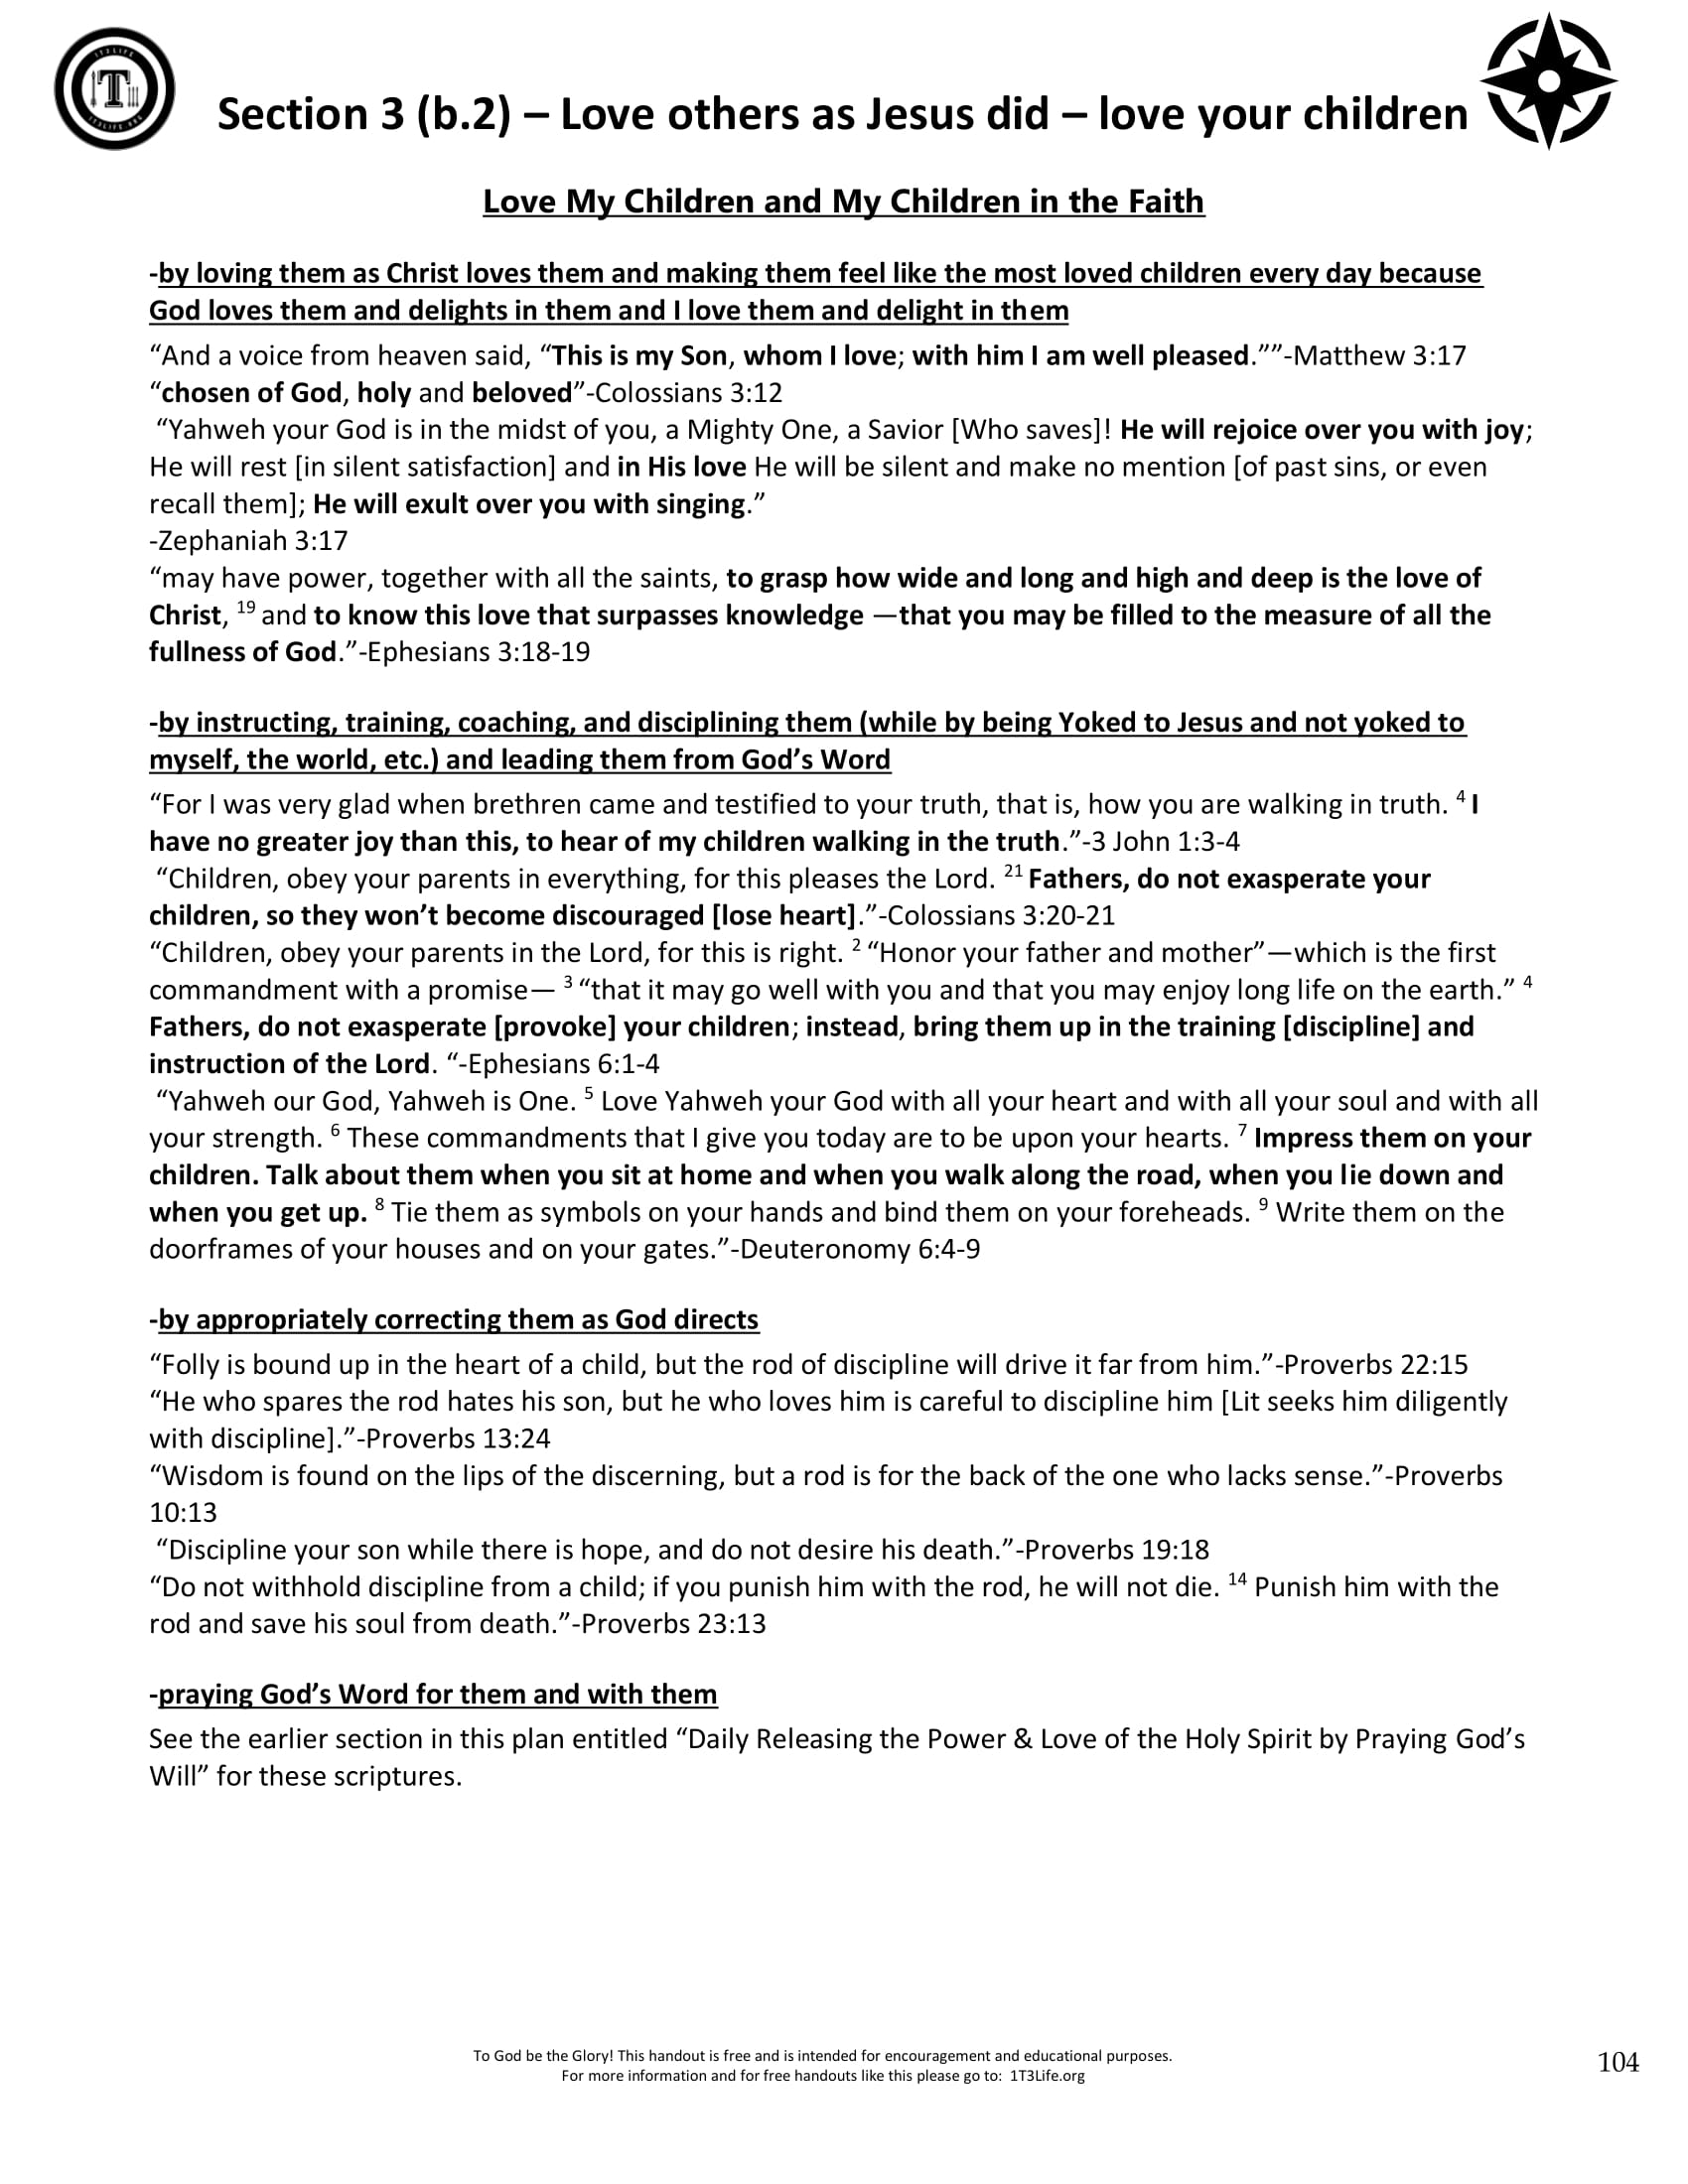 1T3LIFE
T
1T3LIFE.ORG
Section 3 (b.2) – Love others as Jesus did – love your children
Love My Children and My Children in the Faith
-by loving them as Christ loves them and making them feel like the most loved children every day because
God loves them and delights in them and I love them and delight in them
“And a voice from heaven said, “This is my Son, whom I love; with him I am well pleased.””-Matthew 3:17
“chosen of God, holy and beloved”-Colossians 3:12
“Yahweh your God is in the midst of you, a Mighty One, a Savior [Who saves]! He will rejoice over you with joy;
He will rest [in silent satisfaction] and in His love He will be silent and make no mention [of past sins, or even
recall them]; He will exult over you with singing.”
-Zephaniah 3:17
“may have power, together with all the saints, to grasp how wide and long and high and deep is the love of
Christ, 19 and to know this love that surpasses knowledge —that you may be filled to the measure of all the
fullness of God.”-Ephesians 3:18-19
-by instructing, training, coaching, and disciplining them (while by being Yoked to Jesus and not yoked to
myself, the world, etc.) and leading them from God’s Word
“For I was very glad when brethren came and testified to your truth, that is, how you are walking in truth. 4 I
have no greater joy than this, to hear of my children walking in the truth.”-3 John 1:3-4
“Children, obey your parents in everything, for this pleases the Lord. 21 Fathers, do not exasperate your
children, so they won’t become discouraged [lose heart].”-Colossians 3:20-21
“Children, obey your parents in the Lord, for this is right. 2 “Honor your father and mother”—which is the first
commandment with a promise— 3 “that it may go well with you and that you may enjoy long life on the earth.” 4
Fathers, do not exasperate [provoke] your children; instead, bring them up in the training [discipline] and
instruction of the Lord. “-Ephesians 6:1-4
“Yahweh our God, Yahweh is One. 5 Love Yahweh your God with all your heart and with all your soul and with all
your strength. 6 These commandments that I give you today are to be upon your hearts. 7 Impress them on your
children. Talk about them when you sit at home and when you walk along the road, when you lie down and
when you get up. 8 Tie them as symbols on your hands and bind them on your foreheads. 9 Write them on the
doorframes of your houses and on your gates.”-Deuteronomy 6:4-9
-by appropriately correcting them as God directs
“Folly is bound up in the heart of a child, but the rod of discipline will drive it far from him.”-Proverbs 22:15
“He who spares the rod hates his son, but he who loves him is careful to discipline him [Lit seeks him diligently
with discipline].”-Proverbs 13:24
“Wisdom is found on the lips of the discerning, but a rod is for the back of the one who lacks sense.”-Proverbs
10:13
“Discipline your son while there is hope, and do not desire his death.”-Proverbs 19:18
“Do not withhold discipline from a child; if you punish him with the rod, he will not die. 14 Punish him with the
rod and save his soul from death.”-Proverbs 23:13
-praying God’s Word for them and with them
See the earlier section in this plan entitled “Daily Releasing the Power & Love of the Holy Spirit by Praying God’s
Will” for these scriptures.
To God be the Glory! This handout is free and is intended for encouragement and educational purposes.
For more information and for free handouts like this please go to:  1T3Life.org
104